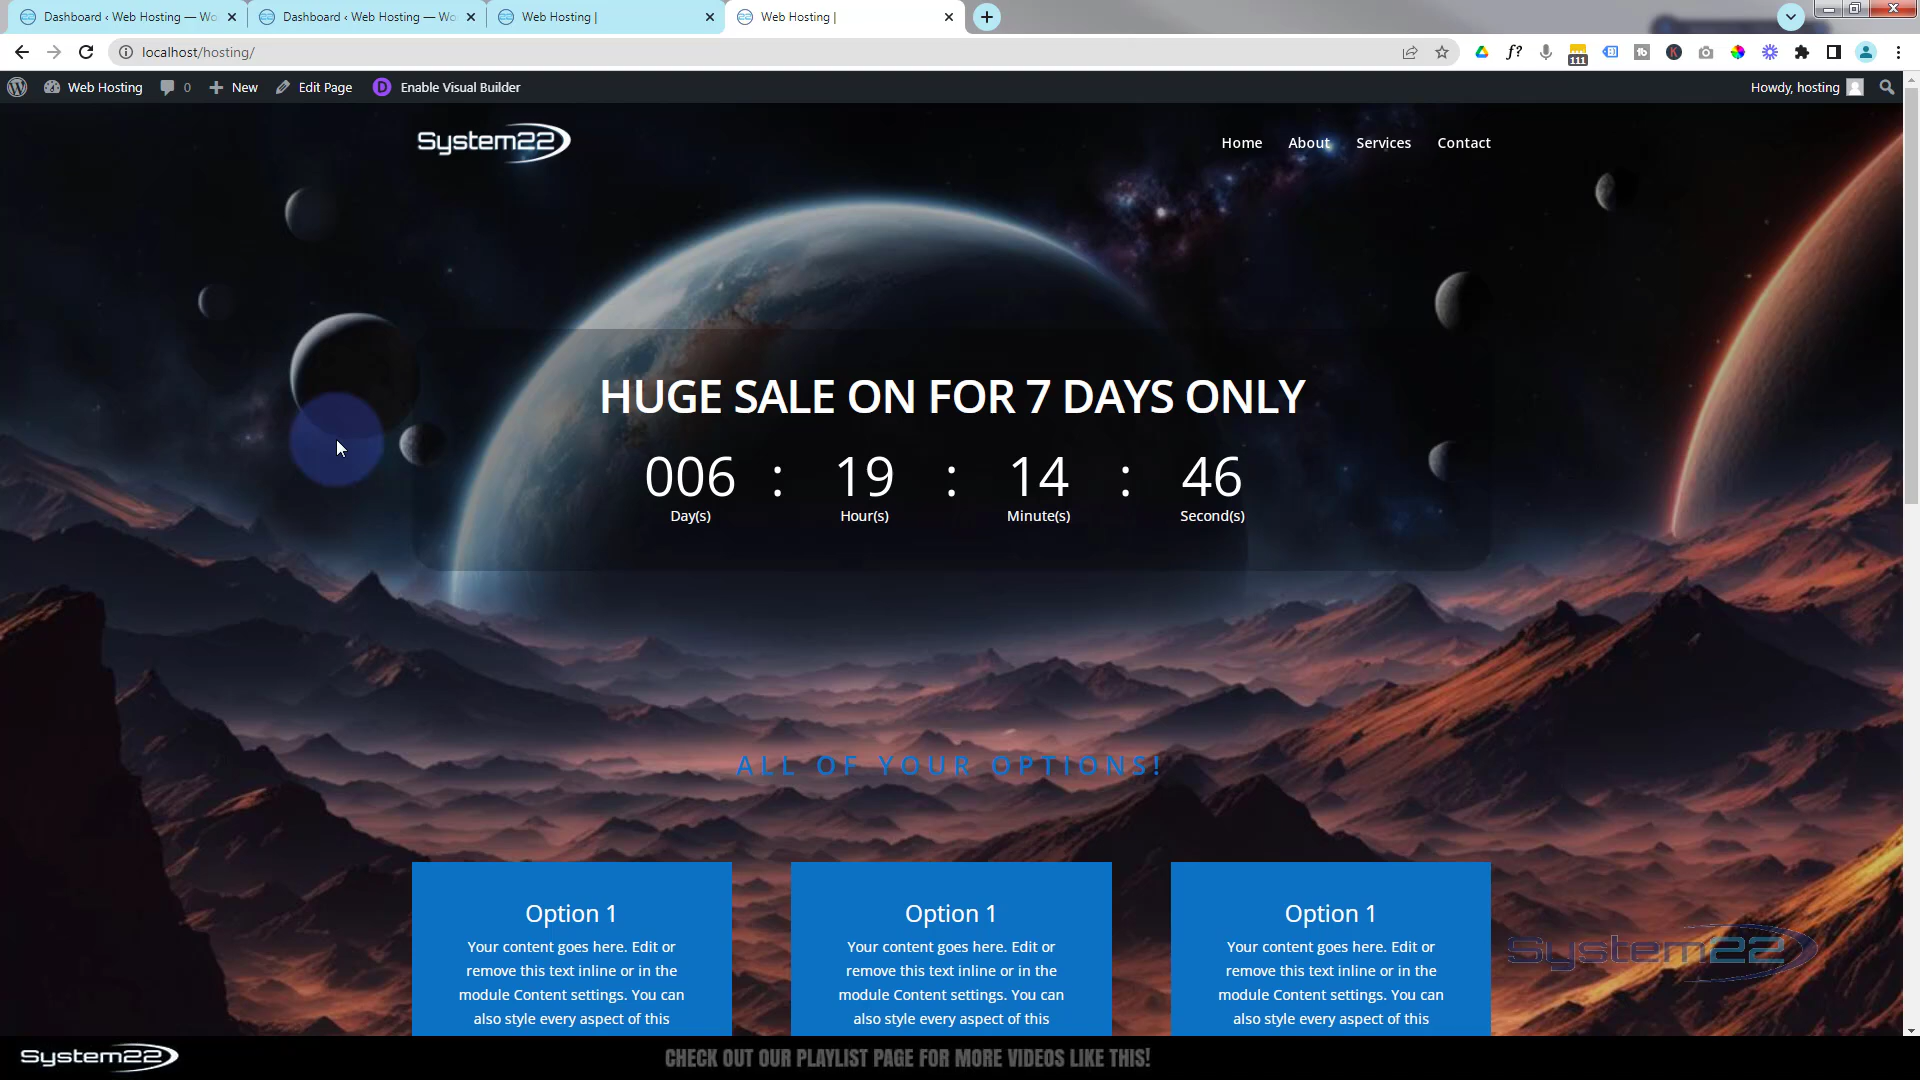 Dashboard ‹ Web Hosting — Wo
Dashboard ‹ Web Hosting — Wo
Web Hosting |
Web Hosting |
localhost/hosting/
111
Web Hosting
0
New
Edit Page
Enable Visual Builder
Howdy, hosting
System22
Home
About
Services
Contact
HUGE SALE ON FOR 7 DAYS ONLY
006 : 19 : 14 : 46
Day(s) Hour(s) Minute(s) Second(s)
ALL OF YOUR OPTIONS!
Option 1
Your content goes here. Edit or
remove this text inline or in the
module Content settings. You can
also style every aspect of this
Option 1
Your content goes here. Edit or
remove this text inline or in the
module Content settings. You can
also style every aspect of this
Option 1
Your content goes here. Edit or
remove this text inline or in the
module Content settings. You can
also style every aspect of this
System22
System22
CHECK OUT OUR PLAYLIST PAGE FOR MORE VIDEOS LIKE THIS!